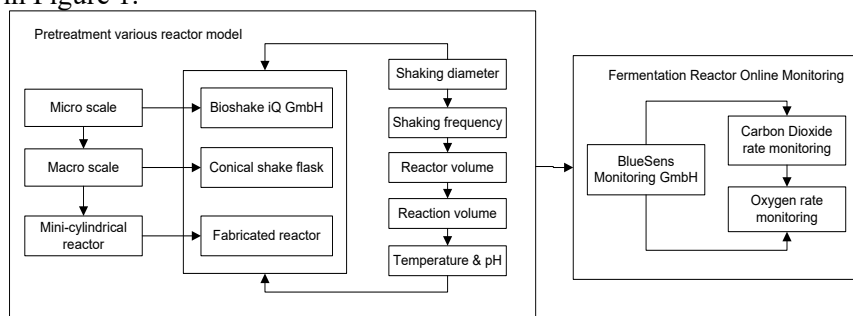 in Figure 1.
Pretreatment various reactor model
Micro scale
Macro scale
Mini-cylindrical
reactor
Bioshake iQ GmbH
Conical shake flask
Fabricated reactor
Shaking diameter
Shaking frequency
Reactor volume
Reaction volume
Temperature & pH
Fermentation Reactor Online Monitoring
BlueSens
Monitoring GmbH
Carbon Dioxide
rate monitoring
Oxygen rate
monitoring